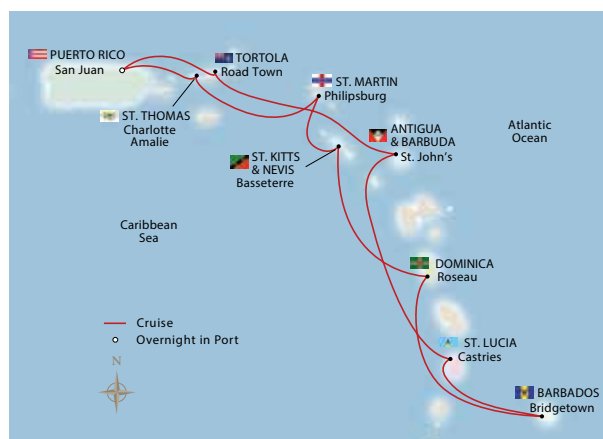 PUERTO RICO
San Juan
TORTOLA
Road Town
ST. MARTIN
Philipsburg
ST. THOMAS
Charlotte
Amalie
ANTIGUA
& BARBUDA
St. John's
Atlantic
Ocean
ST. KITTS
& NEVIS
Basseterre
Caribbean
Sea
DOMINICA
Roseau
Cruise
Overnight in Port
N
ST. LUCIA
Castries
BARBADOS
Bridgetown